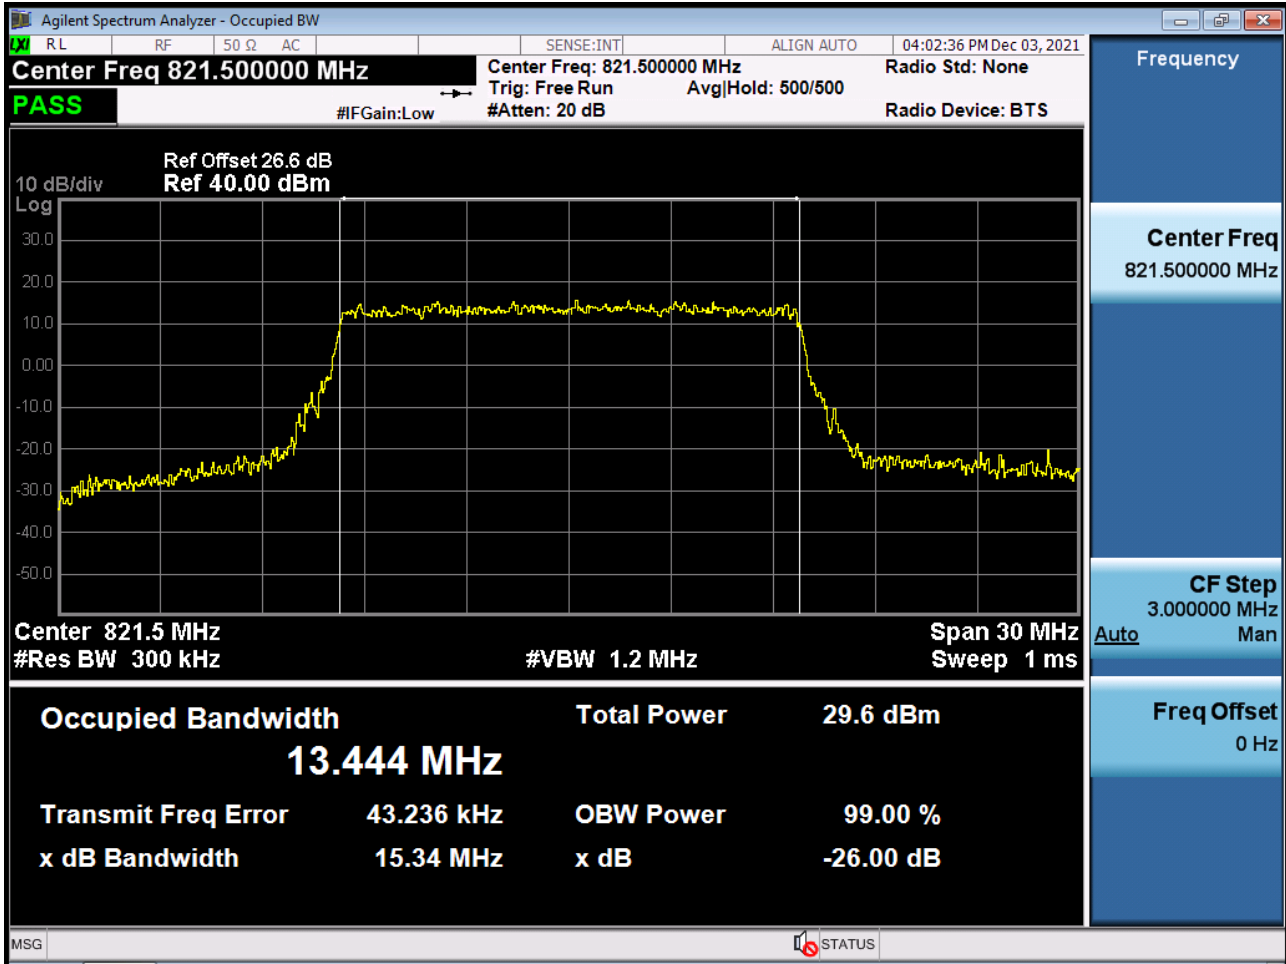 Agilent Spectrum Analyzer - Occupied BW
LXI RL RF 50 Ω AC SENSE:INT ALIGN AUTO 04:02:36 PM Dec 03, 2021
Center Freq 821.500000 MHz
Center Freq: 821.500000 MHz
Radio Std: None
Trig: Free Run
Avg|Hold: 500/500
PASS
#IFGain:Low
#Atten: 20 dB
Radio Device: BTS
Frequency
Ref Offset 26.6 dB
10 dB/div
Ref 40.00 dBm
Log
30.0
20.0
10.0
0.00
-10.0
-20.0
-30.0
-40.0
-50.0
Center 821.5 MHz
Span 30 MHz
#Res BW 300 kHz
#VBW 1.2 MHz
Sweep 1 ms
Center Freq
821.500000 MHz
CF Step
3.000000 MHz
Auto Man
Freq Offset
0 Hz
Occupied Bandwidth
Total Power 29.6 dBm
13.444 MHz
Transmit Freq Error 43.236 kHz
OBW Power 99.00 %
x dB Bandwidth 15.34 MHz
x dB -26.00 dB
MSG
STATUS